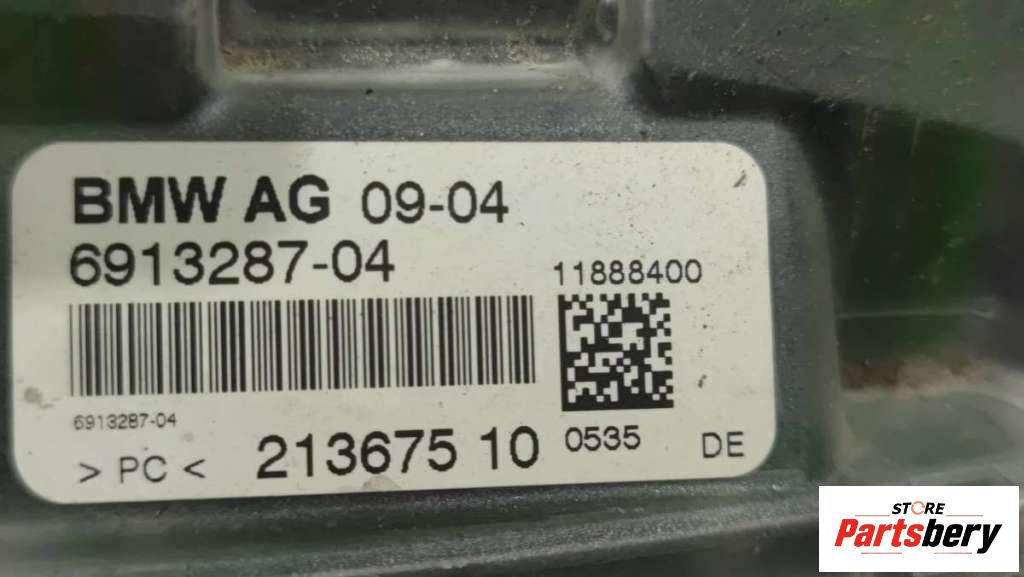 BMW AG 09-04
6913287-04
11888400
6913287-04
> PC < 213675 10 0535 DE
STORE
Partsbery